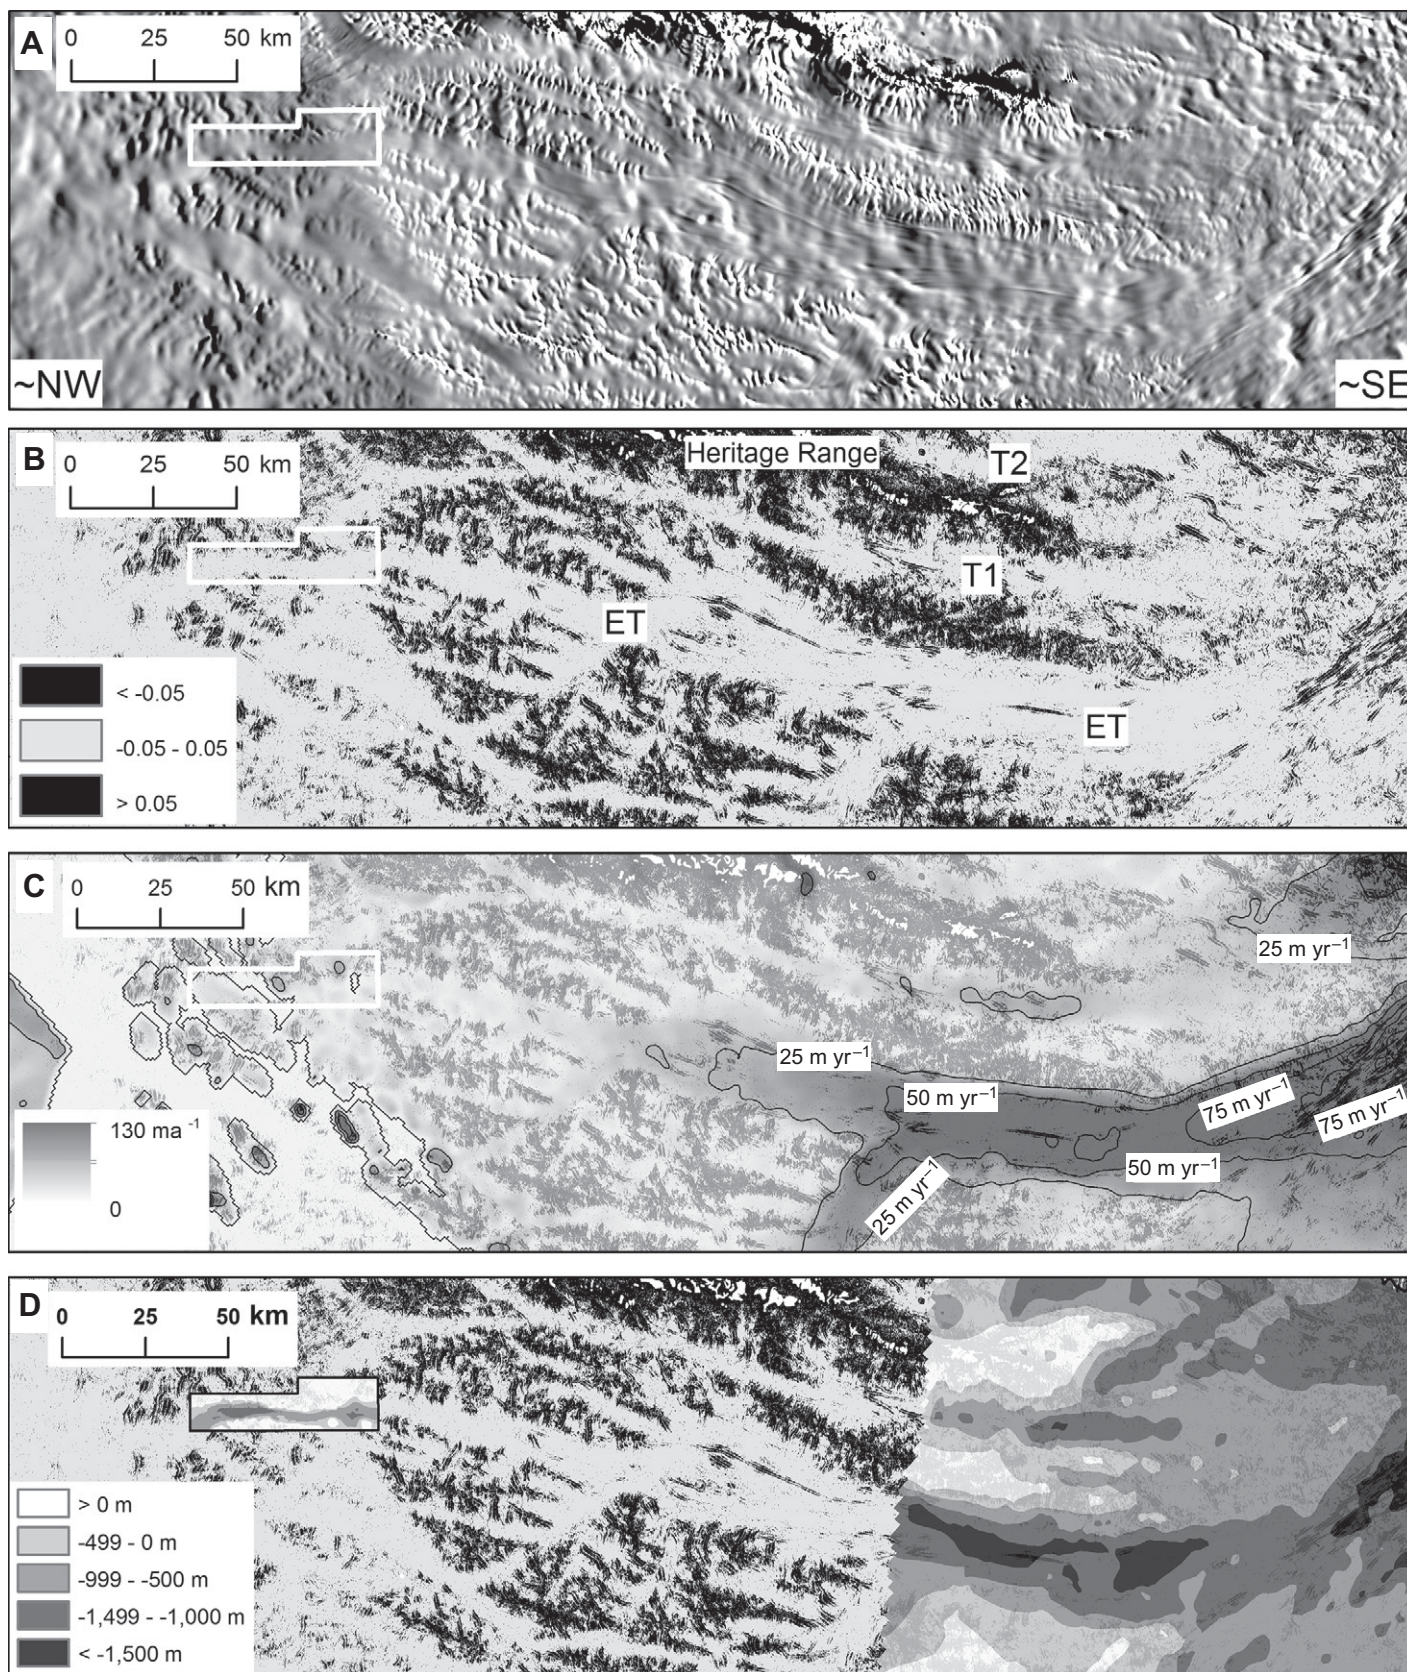 A
0 25 50 km
~NW
~SE
B
0 25 50 km
Heritage Range
T2
T1
ET
ET
< -0.05
-0.05 - 0.05
> 0.05
C
0 25 50 km
25 m yr⁻¹
25 m yr⁻¹
50 m yr⁻¹
75 m yr⁻¹
75 m yr⁻¹
50 m yr⁻¹
25 m yr⁻¹
130 ma ⁻¹
0
D
0 25 50 km
> 0 m
-499 - 0 m
-999 - -500 m
-1,499 - -1,000 m
< -1,500 m